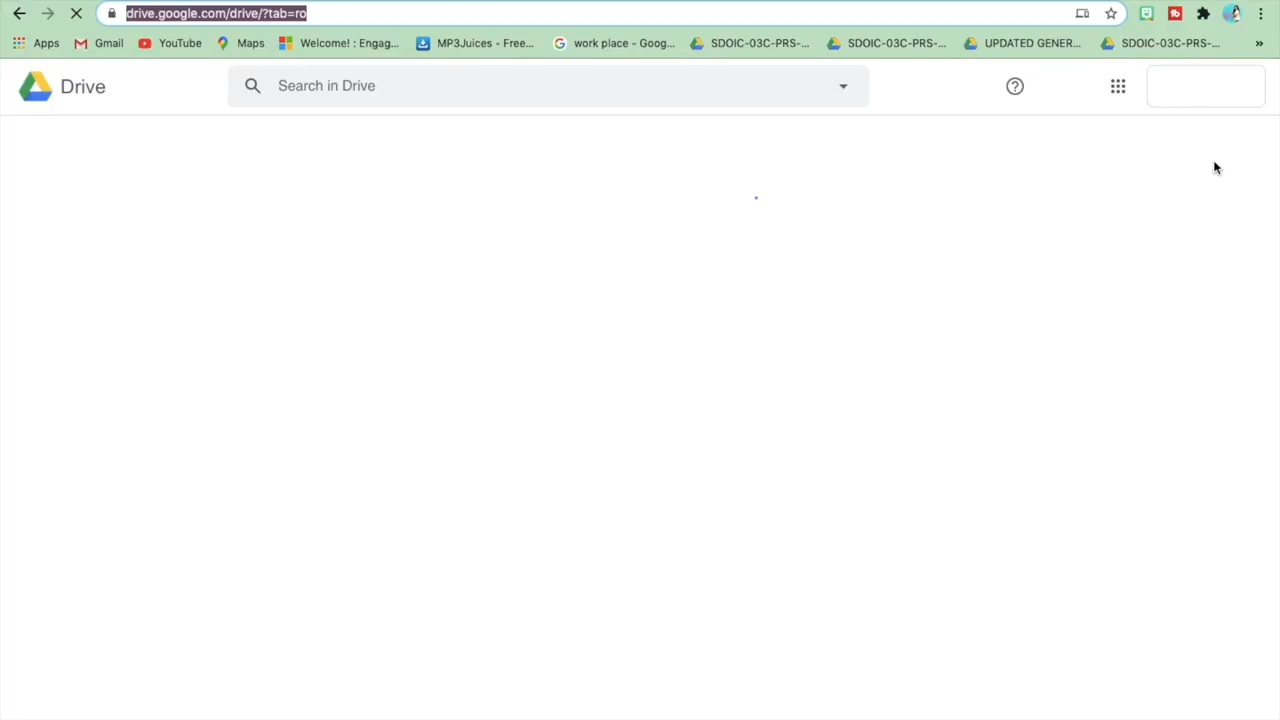 drive.google.com/drive/?tab=ro
Apps Gmail YouTube Maps Welcome! : Engag... MP3Juices - Free... work place - Goog... SDOIC-03C-PRS-... SDOIC-03C-PRS-... UPDATED GENER... SDOIC-03C-PRS-... »
Drive Search in Drive